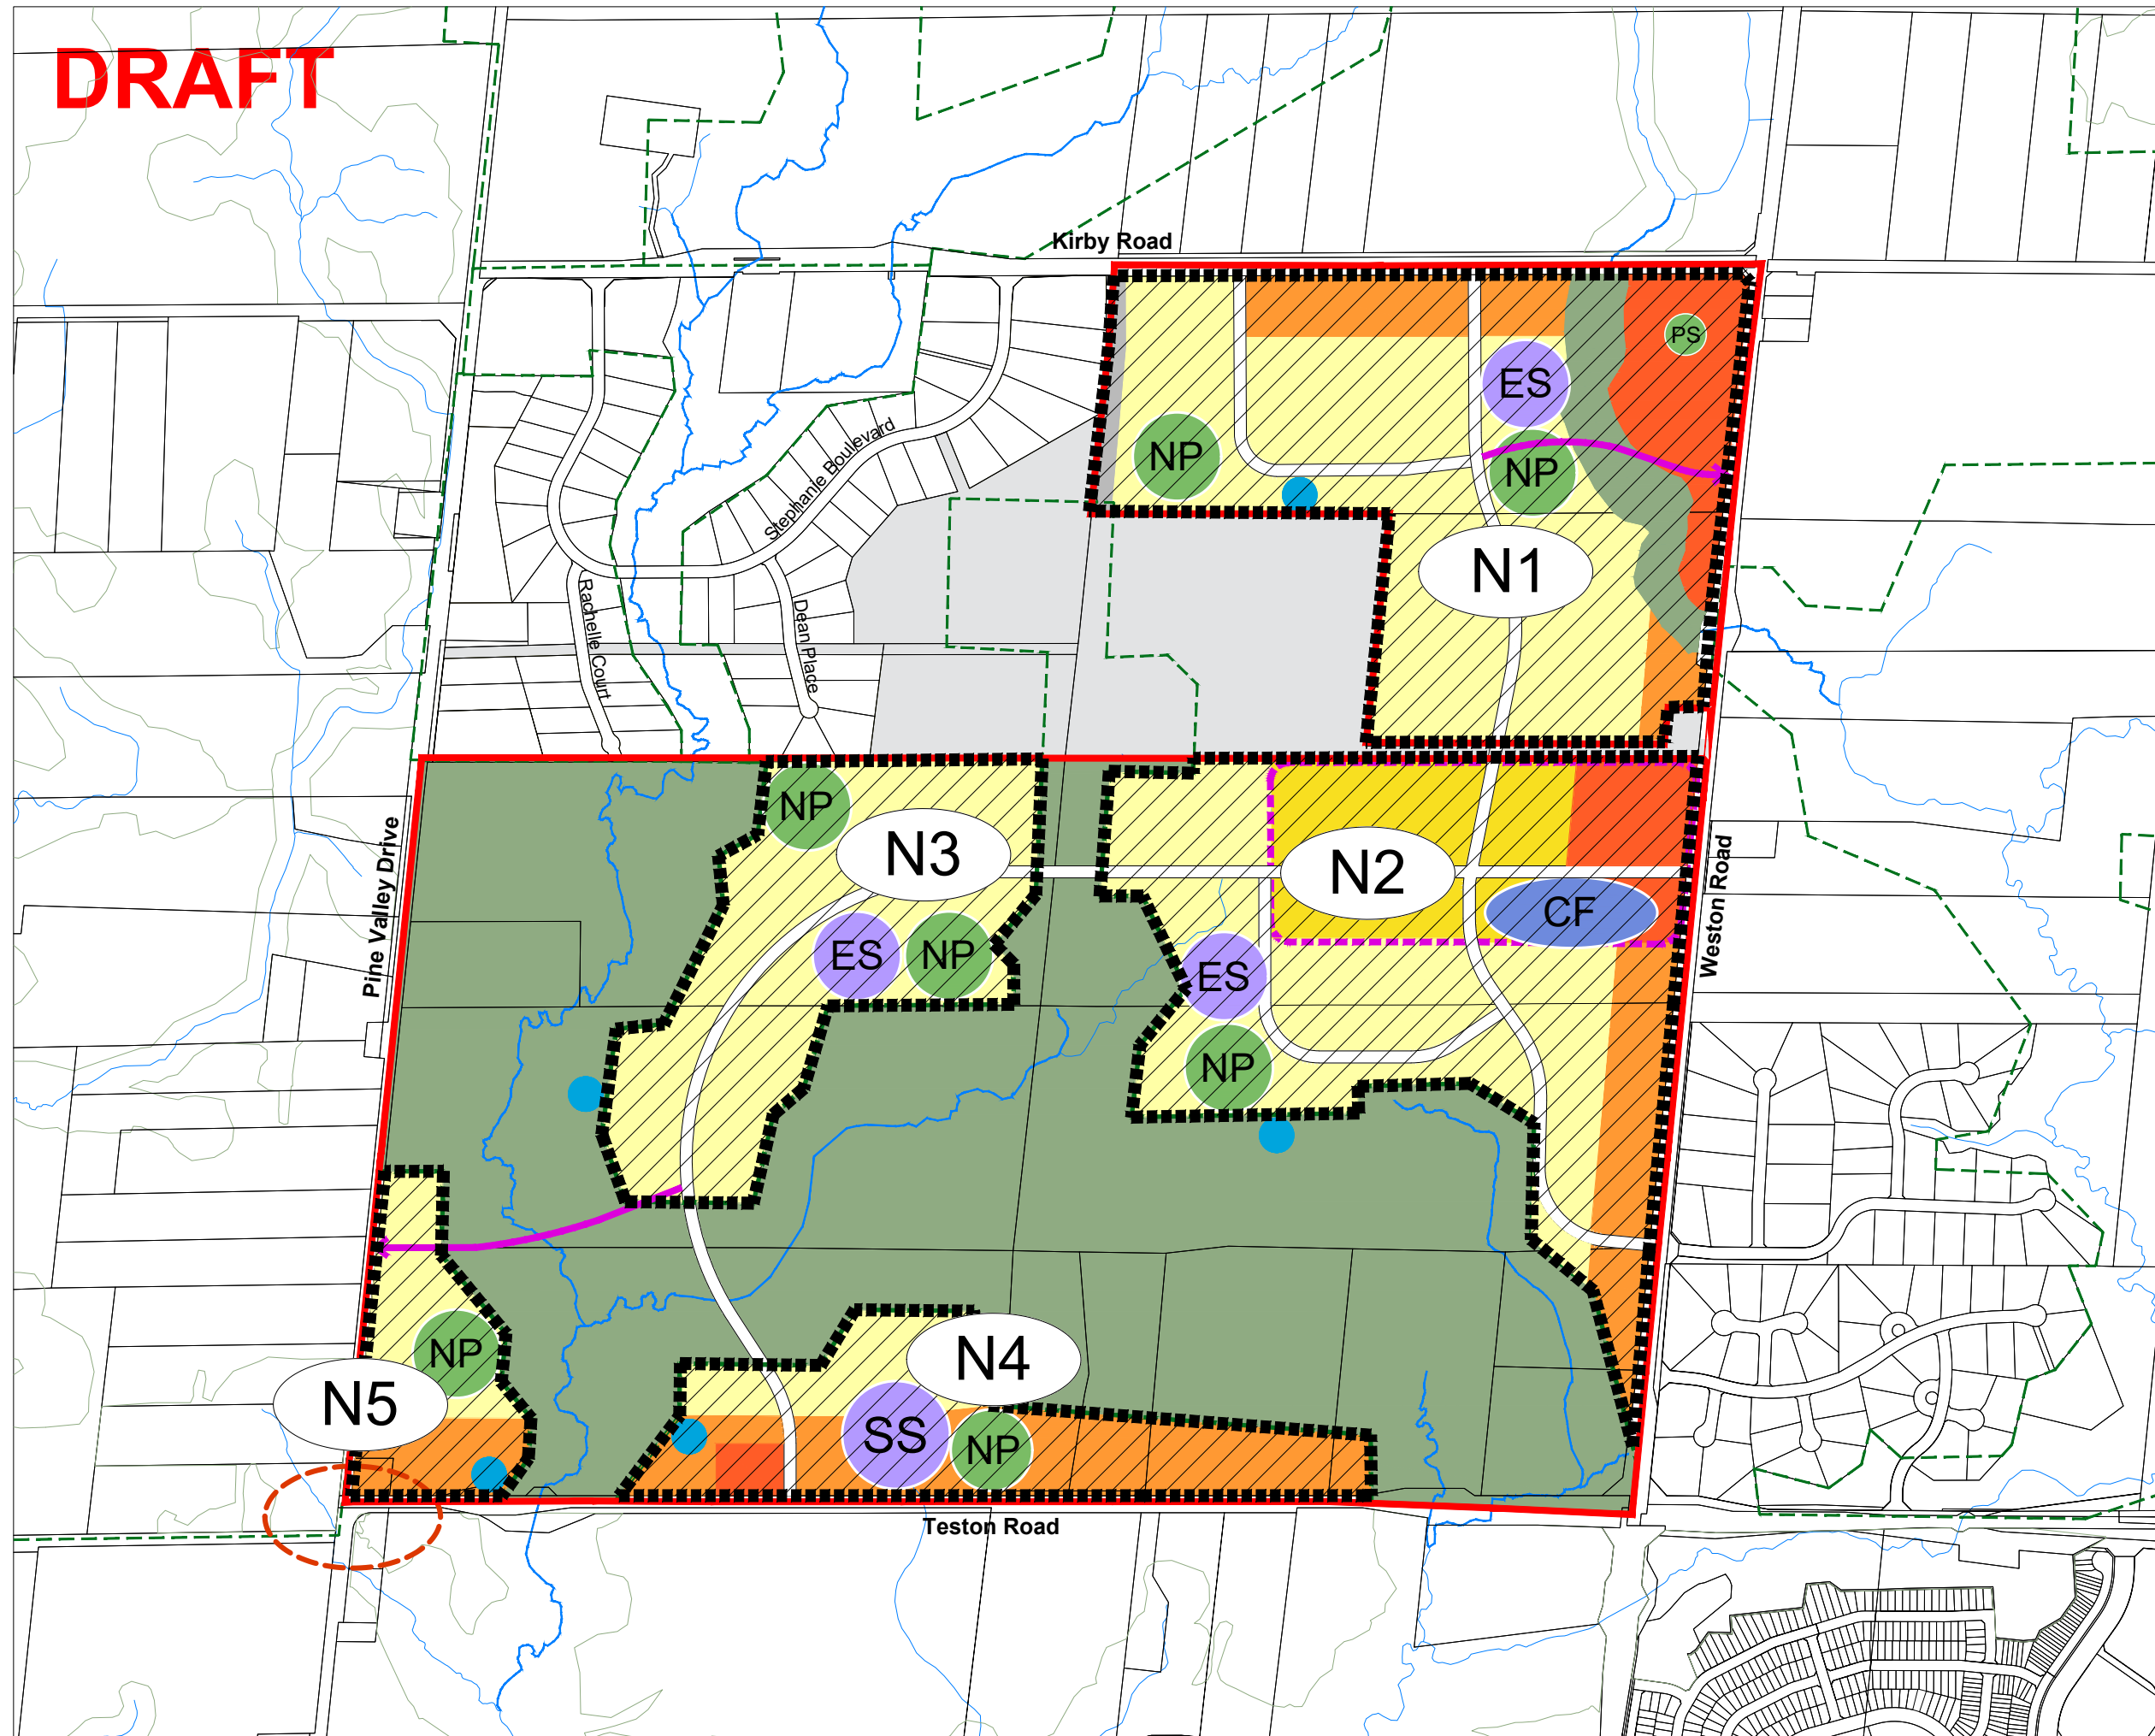 DRAFT
Kirby Road
PS
ES
NP
NP
Stephanie Boulevard
N1
Rachelle Court
Dean Place
NP
N3
N2
Pine Valley Drive
Weston Road
CF
ES
NP
ES
NP
NP
N4
N5
SS
NP
Teston Road